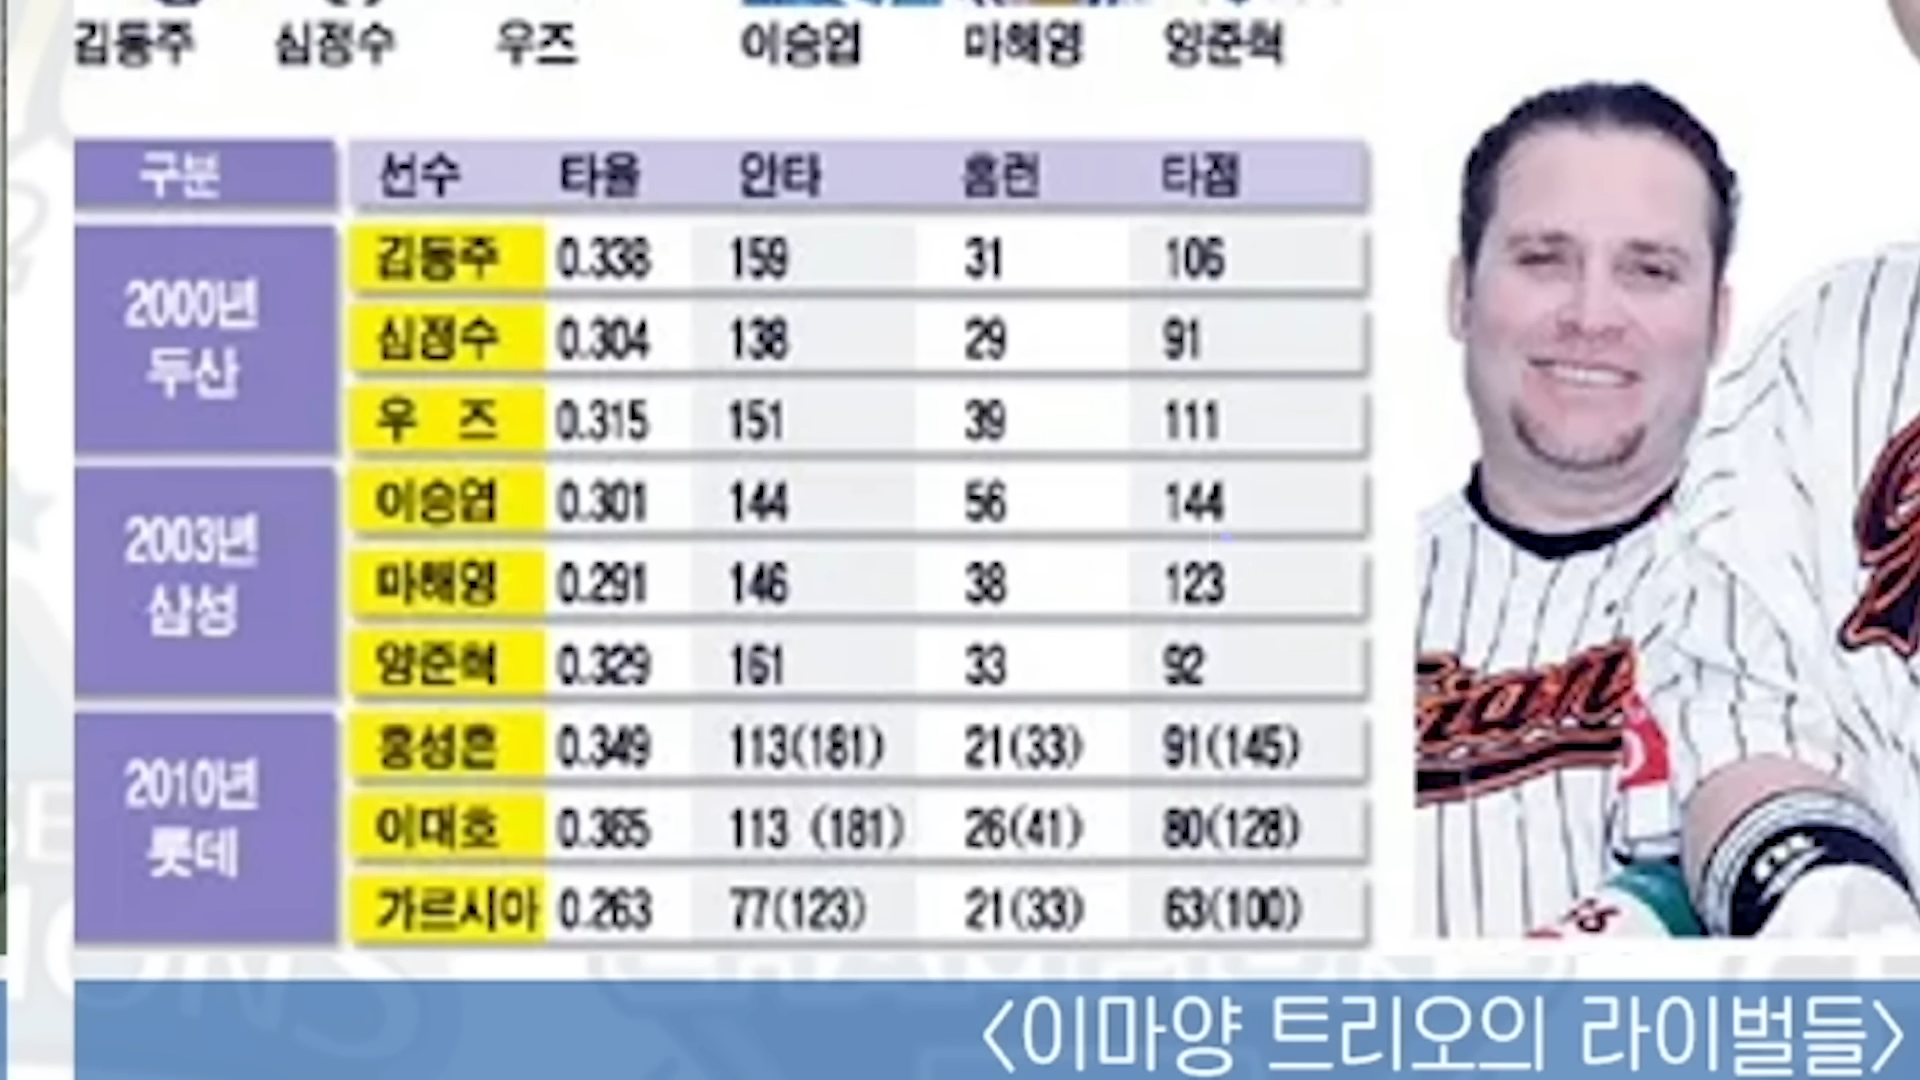 김동주 심정수 우즈 이승엽 마해영 양준혁
구분 선수 타율 안타 홈런 타점
2000년 두산
김동주 0.338 159 31 106
심정수 0.304 138 29 91
우 즈 0.315 151 39 111
2003년 삼성
이승엽 0.301 144 56 144
마해영 0.291 146 38 123
양준혁 0.329 161 33 92
2010년 롯데
홍성흔 0.349 113(181) 21(33) 91(145)
이대호 0.365 113 (181) 26(41) 80(128)
가르시아 0.263 77(123) 21(33) 63(100)
<이마양 트리오의 라이벌들>